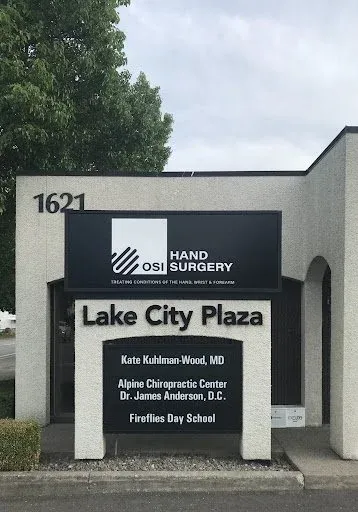 1621
OSI HAND SURGERY
TREATING CONDITIONS OF THE HAND, WRIST & FOREARM
Lake City Plaza
Kate Kuhlman-Wood, MD
Alpine Chiropractic Center
Dr. James Anderson, D.C.
Fireflies Day School